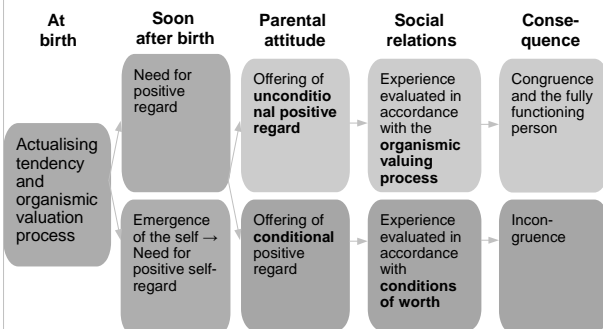 At
birth
Soon
after birth
Parental
attitude
Social
relations
Conse-
quence
Actualising
tendency
and
organismic
valuation
process
Need for
positive
regard
Offering of
unconditio
nal positive
regard
Experience
evaluated in
accordance
with the
organismic
valuing
process
Congruence
and the fully
functioning
person
Emergence
of the self →
Need for
positive self-
regard
Offering of
conditional
positive
regard
Experience
evaluated in
accordance
with
conditions
of worth
Incon-
gruence